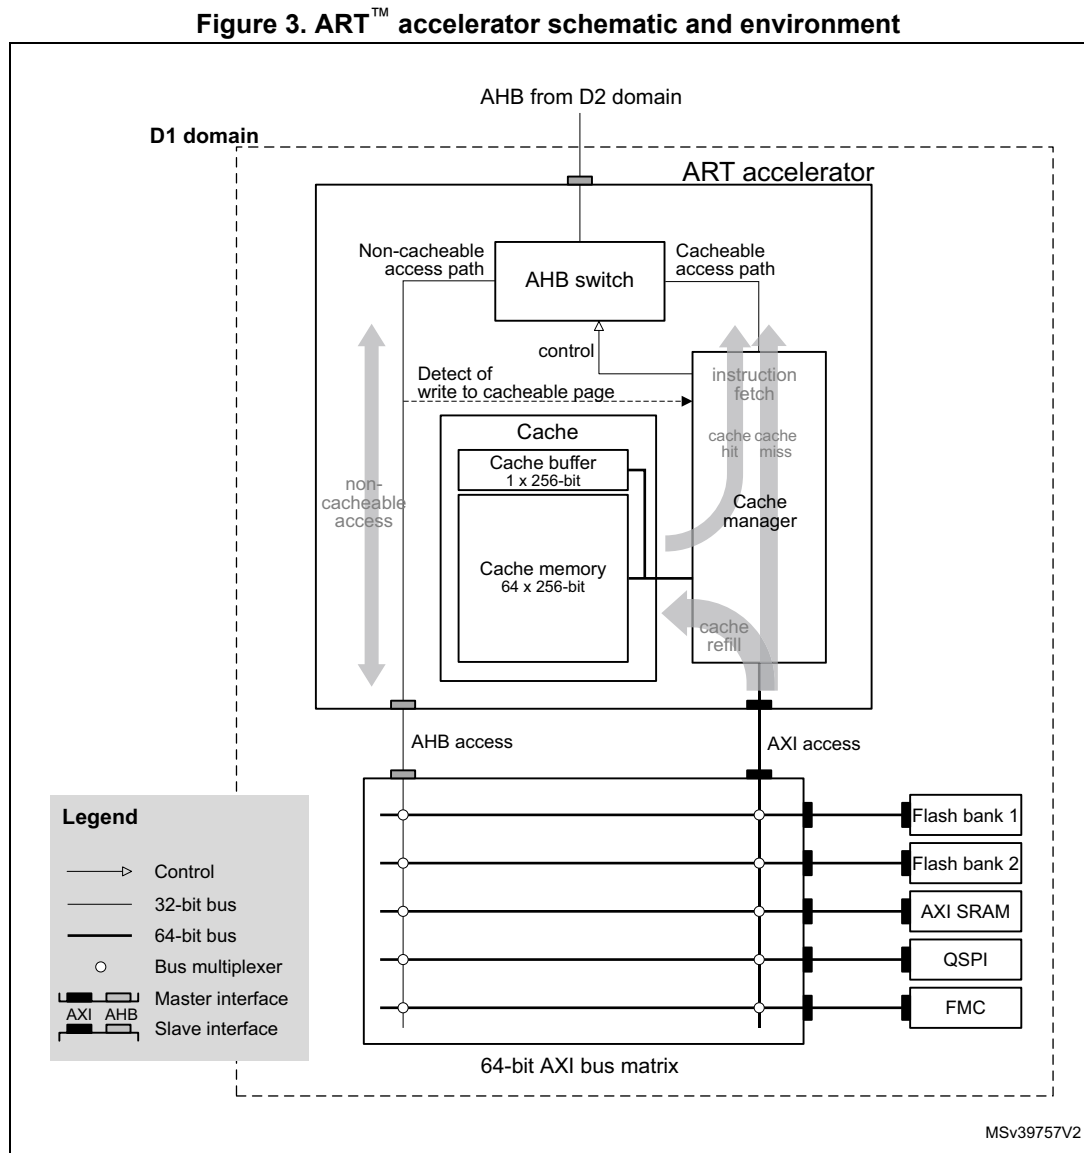 Figure 3. ART™ accelerator schematic and environment
AHB from D2 domain
D1 domain
ART accelerator
Non-cacheable
access path
Cacheable
access path
AHB switch
control
Detect of
write to cacheable page
instruction
fetch
cache
hit
cache
miss
Cache
Cache buffer
1 x 256-bit
non-
cacheable
access
Cache
manager
Cache memory
64 x 256-bit
cache
refill
AHB access
AXI access
Flash bank 1
Flash bank 2
AXI SRAM
QSPI
FMC
64-bit AXI bus matrix
Legend
Control
32-bit bus
64-bit bus
Bus multiplexer
Master interface
AXI AHB
Slave interface
MSv39757V2